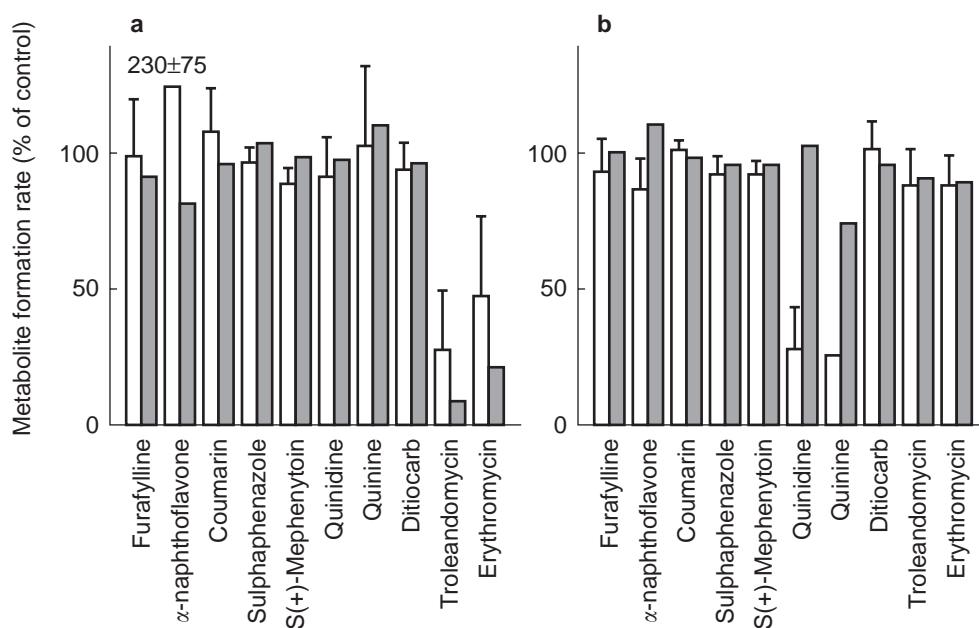 a
b
Metabolite formation rate (% of control)
230±75
100
50
0
100
50
0
Furafylline
α-naphthoflavone
Coumarin
Sulphaphenazole
S(+)-Mephenytoin
Quinidine
Quinine
Ditiocarb
Troleandomycin
Erythromycin
Furafylline
α-naphthoflavone
Coumarin
Sulphaphenazole
S(+)-Mephenytoin
Quinidine
Quinine
Ditiocarb
Troleandomycin
Erythromycin